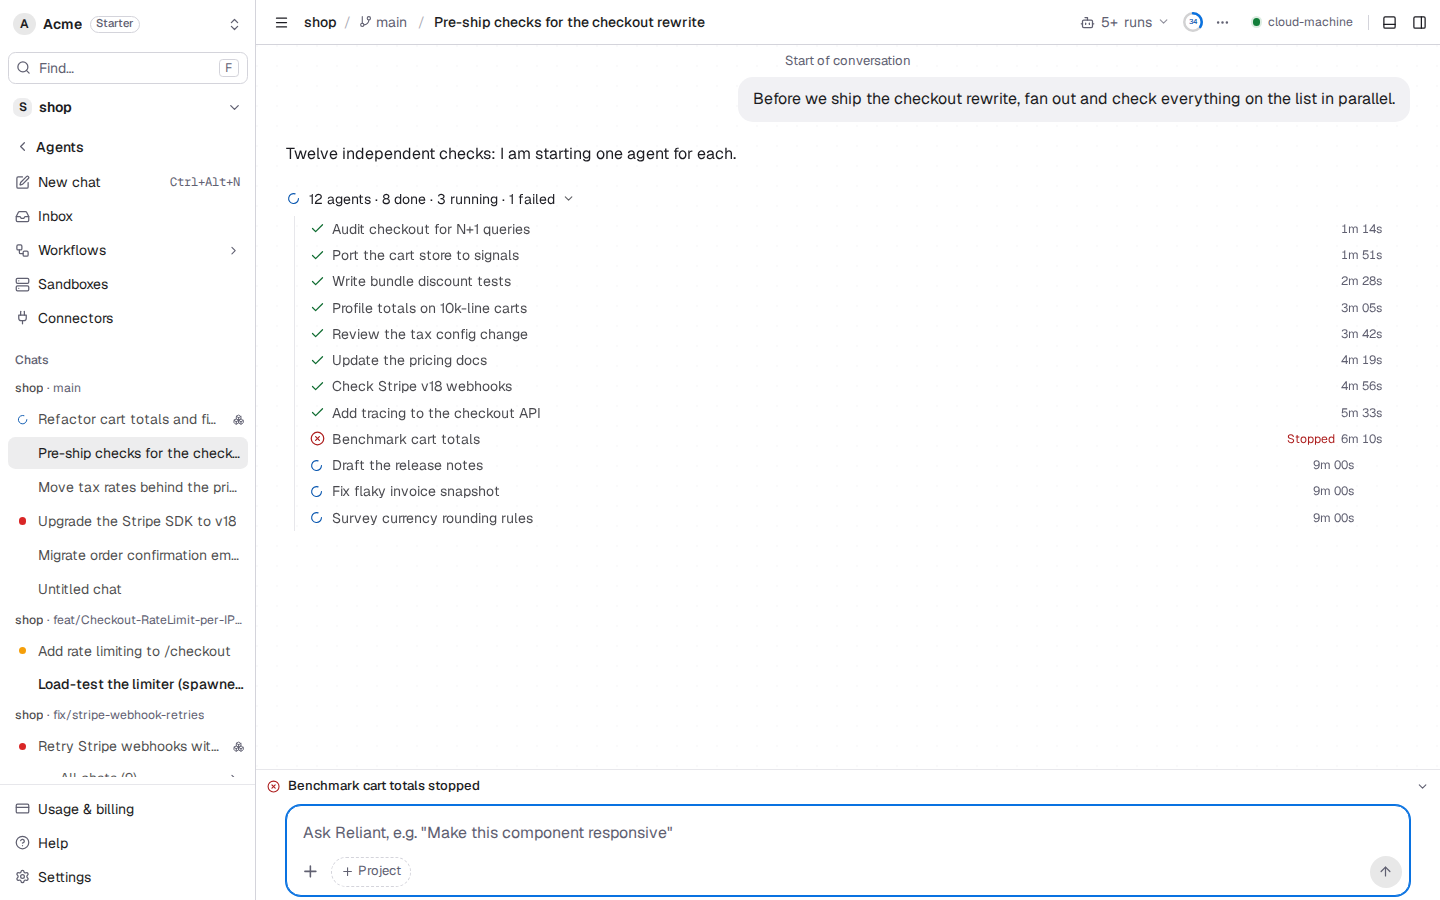 A Acme Starter
Find... F
S shop
Agents
New chat Ctrl+Alt+N
Inbox
Workflows
Sandboxes
Connectors
Chats
shop · main
Refactor cart totals and fi...
Pre-ship checks for the check...
Move tax rates behind the pri...
Upgrade the Stripe SDK to v18
Migrate order confirmation em...
Untitled chat
shop · feat/Checkout-RateLimit-per-IP...
Add rate limiting to /checkout
Load-test the limiter (spawne...
shop · fix/stripe-webhook-retries
Retry Stripe webhooks wit...
Usage & billing
Help
Settings
shop / main / Pre-ship checks for the checkout rewrite
5+ runs 34 cloud-machine
Start of conversation
Before we ship the checkout rewrite, fan out and check everything on the list in parallel.
Twelve independent checks: I am starting one agent for each.
12 agents · 8 done · 3 running · 1 failed
Audit checkout for N+1 queries 1m 14s
Port the cart store to signals 1m 51s
Write bundle discount tests 2m 28s
Profile totals on 10k-line carts 3m 05s
Review the tax config change 3m 42s
Update the pricing docs 4m 19s
Check Stripe v18 webhooks 4m 56s
Add tracing to the checkout API 5m 33s
Benchmark cart totals Stopped 6m 10s
Draft the release notes 9m 00s
Fix flaky invoice snapshot 9m 00s
Survey currency rounding rules 9m 00s
Benchmark cart totals stopped
Ask Reliant, e.g. "Make this component responsive"
Project